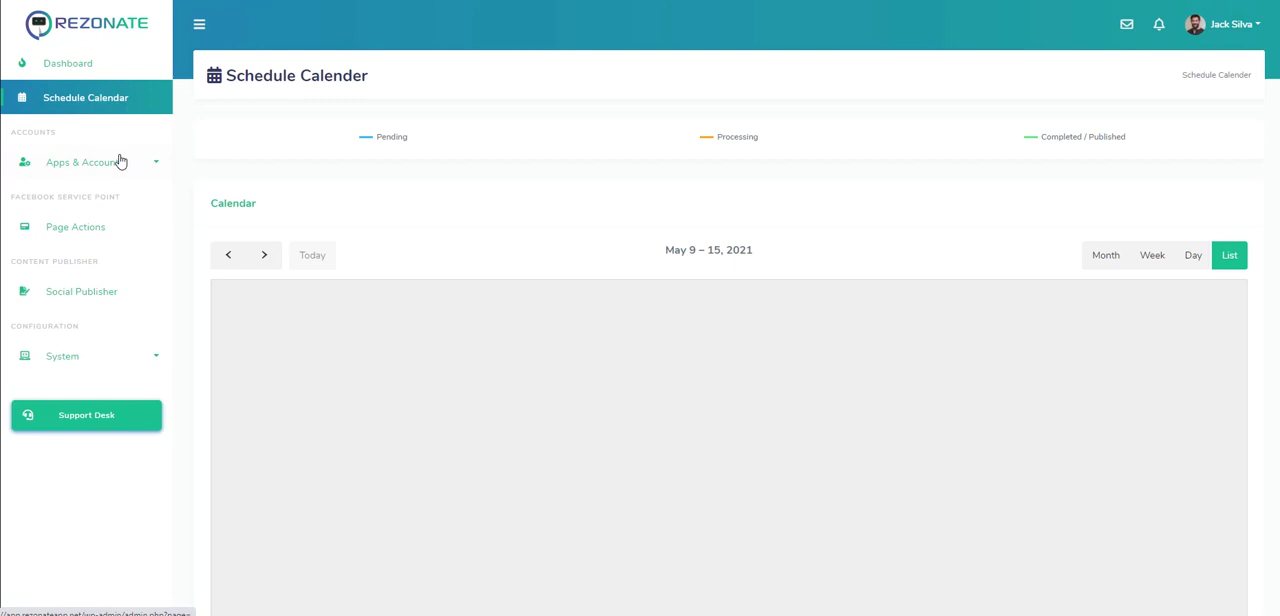 REZONATE
Jack Silva
Dashboard
Schedule Calender
Schedule Calender
Schedule Calendar
ACCOUNTS
Pending
Processing
Completed / Published
Apps &
FACEBOOK SERVICE POINT
Calendar
Page Actions
May 9 – 15, 2021
Today
Month
Week
Day
List
CONTENT PUBLISHER
Social Publisher
CONFIGURATION
System
Support Desk